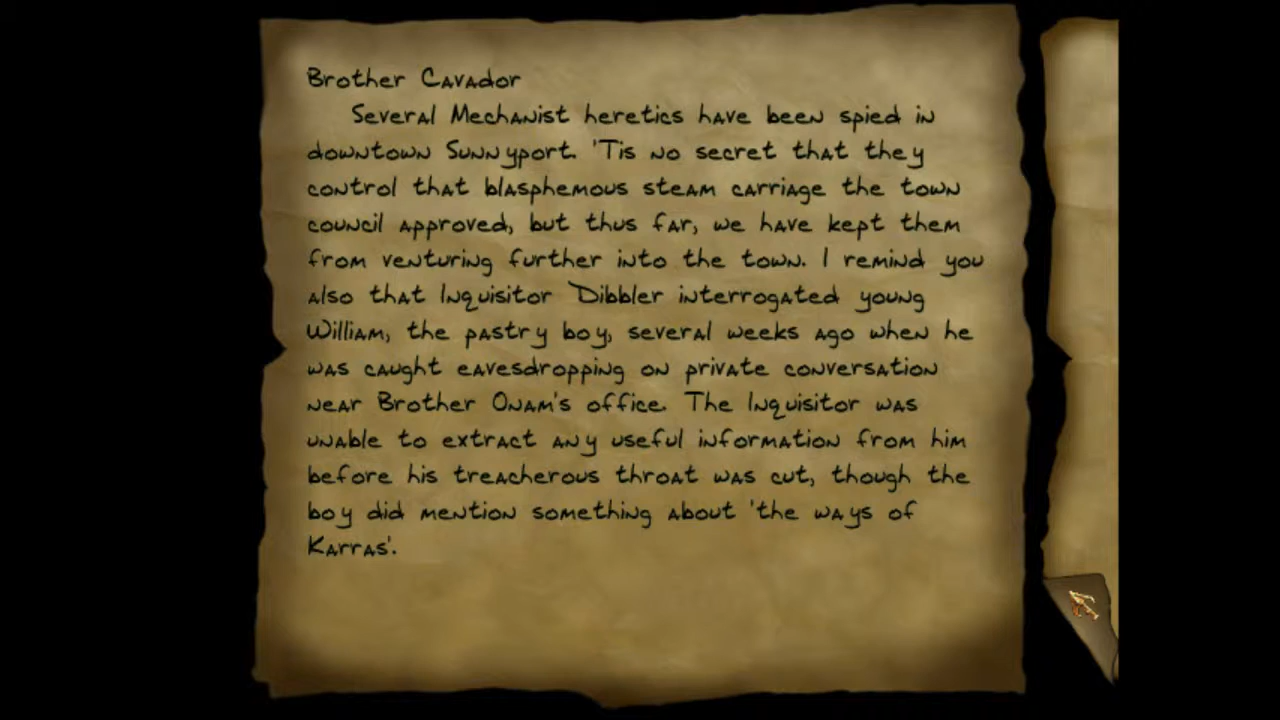 Brother Cavador
Several Mechanist heretics have been spied in
downtown Sunnyport. 'Tis no secret that they
control that blasphemous steam carriage the town
council approved, but thus far, we have kept them
from venturing further into the town. I remind you
also that Inquisitor Dibbler interrogated young
William, the pastry boy, several weeks ago when he
was caught eavesdropping on private conversation
near Brother Onam's office. The Inquisitor was
unable to extract any useful information from him
before his treacherous throat was cut, though the
boy did mention something about 'the ways of
Karras'.